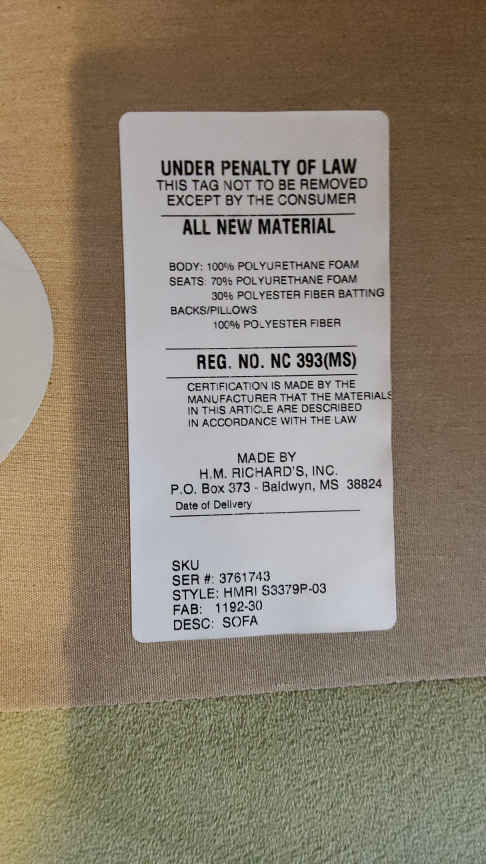 UNDER PENALTY OF LAW
THIS TAG NOT TO BE REMOVED
EXCEPT BY THE CONSUMER
ALL NEW MATERIAL
BODY: 100% POLYURETHANE FOAM
SEATS: 70% POLYURETHANE FOAM
30% POLYESTER FIBER BATTING
BACKS/PILLOWS
100% POLYESTER FIBER
REG. NO. NC 393(MS)
CERTIFICATION IS MADE BY THE
MANUFACTURER THAT THE MATERIALS
IN THIS ARTICLE ARE DESCRIBED
IN ACCORDANCE WITH THE LAW
MADE BY
H.M. RICHARD'S, INC.
P.O. Box 373 - Baldwyn, MS 38824
Date of Delivery
SKU
SER #: 3761743
STYLE: HMRI S3379P-03
FAB: 1192-30
DESC: SOFA